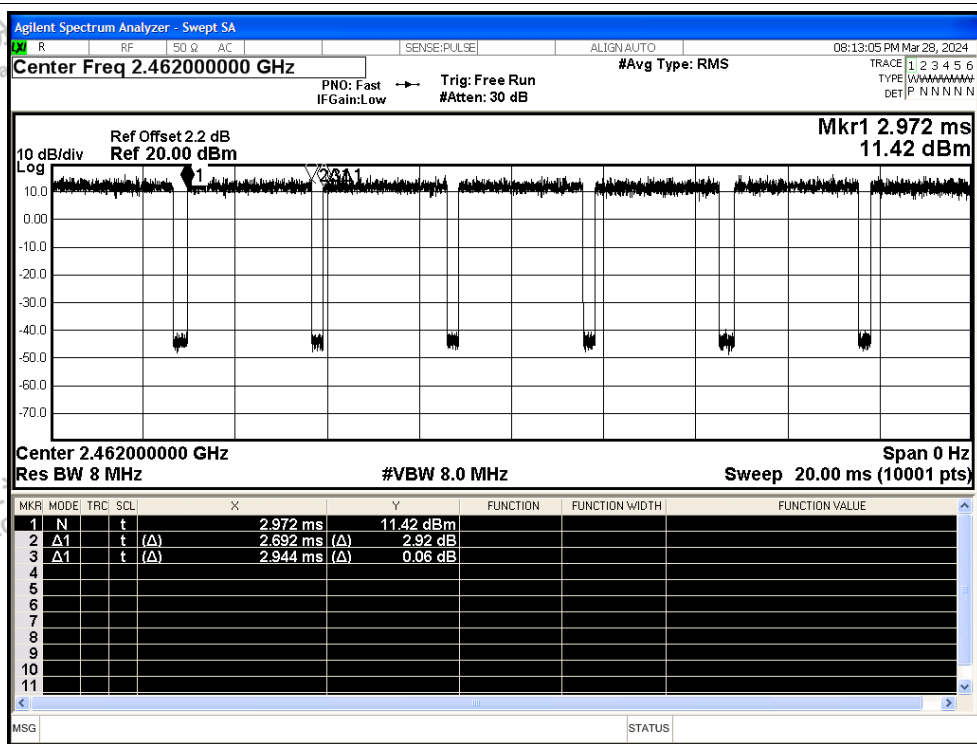 Agilent Spectrum Analyzer - Swept SA
LXI R RF 50 Ω AC SENSE:PULSE ALIGN AUTO 08:13:05 PM Mar 28, 2024
Center Freq 2.462000000 GHz #Avg Type: RMS TRACE 1 2 3 4 5 6
PNO: Fast Trig: Free Run TYPE WWWWWW
IFGain:Low #Atten: 30 dB DET P N N N N N
Mkr1 2.972 ms
Ref Offset 2.2 dB
10 dB/div Ref 20.00 dBm 11.42 dBm
Log
1 2Δ1 3Δ1
10.0
0.00
-10.0
-20.0
-30.0
-40.0
-50.0
-60.0
-70.0
Center 2.462000000 GHz Span 0 Hz
Res BW 8 MHz #VBW 8.0 MHz Sweep 20.00 ms (10001 pts)
MKR MODE TRC SCL X Y FUNCTION FUNCTION WIDTH FUNCTION VALUE
1 N t 2.972 ms 11.42 dBm
2 Δ1 t (Δ) 2.692 ms (Δ) 2.92 dB
3 Δ1 t (Δ) 2.944 ms (Δ) 0.06 dB
4
5
6
7
8
9
10
11
MSG STATUS